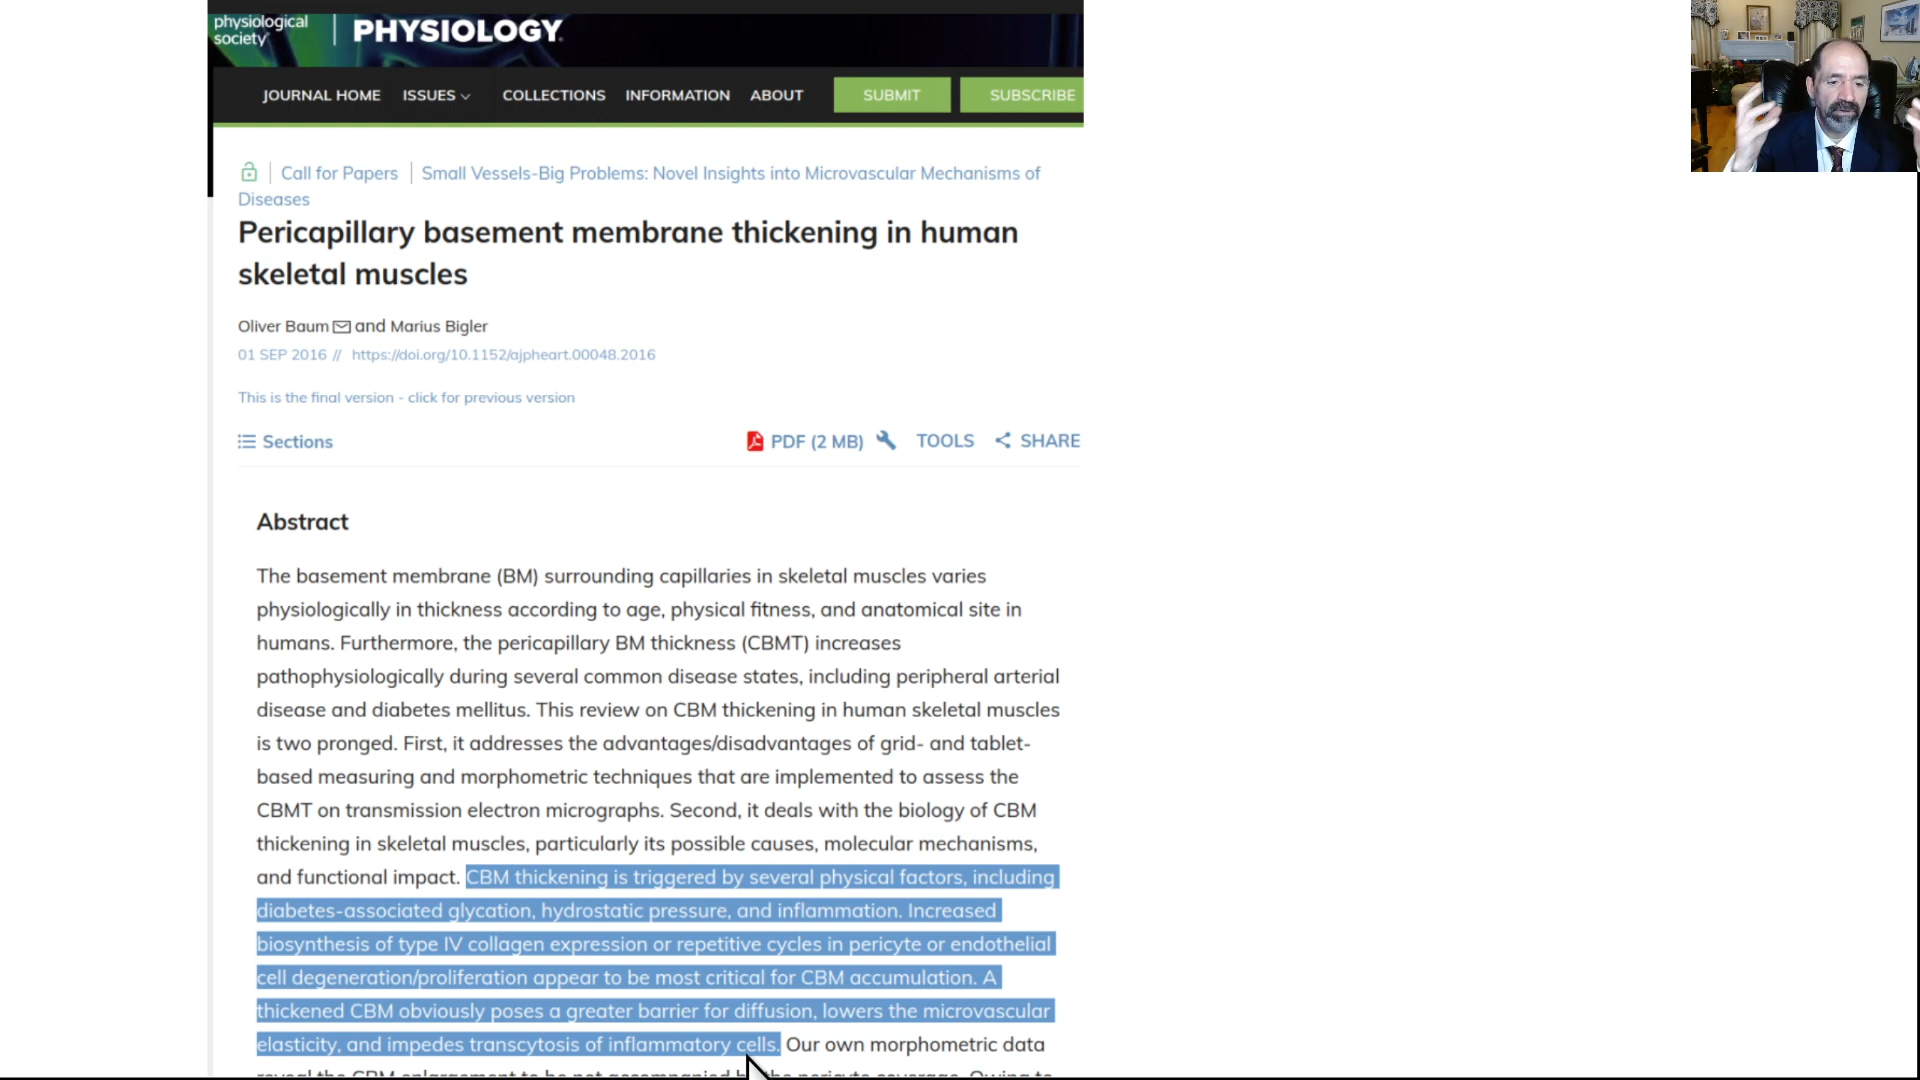 physiological
society
PHYSIOLOGY.
JOURNAL HOME ISSUES COLLECTIONS INFORMATION ABOUT SUBMIT SUBSCRIBE
Call for Papers | Small Vessels-Big Problems: Novel Insights into Microvascular Mechanisms of
Diseases
Pericapillary basement membrane thickening in human
skeletal muscles
Oliver Baum and Marius Bigler
01 SEP 2016 // https://doi.org/10.1152/ajpheart.00048.2016
This is the final version - click for previous version
Sections PDF (2 MB) TOOLS SHARE
Abstract
The basement membrane (BM) surrounding capillaries in skeletal muscles varies
physiologically in thickness according to age, physical fitness, and anatomical site in
humans. Furthermore, the pericapillary BM thickness (CBMT) increases
pathophysiologically during several common disease states, including peripheral arterial
disease and diabetes mellitus. This review on CBM thickening in human skeletal muscles
is two pronged. First, it addresses the advantages/disadvantages of grid- and tablet-
based measuring and morphometric techniques that are implemented to assess the
CBMT on transmission electron micrographs. Second, it deals with the biology of CBM
thickening in skeletal muscles, particularly its possible causes, molecular mechanisms,
and functional impact. CBM thickening is triggered by several physical factors, including
diabetes-associated glycation, hydrostatic pressure, and inflammation. Increased
biosynthesis of type IV collagen expression or repetitive cycles in pericyte or endothelial
cell degeneration/proliferation appear to be most critical for CBM accumulation. A
thickened CBM obviously poses a greater barrier for diffusion, lowers the microvascular
elasticity, and impedes transcytosis of inflammatory cells. Our own morphometric data